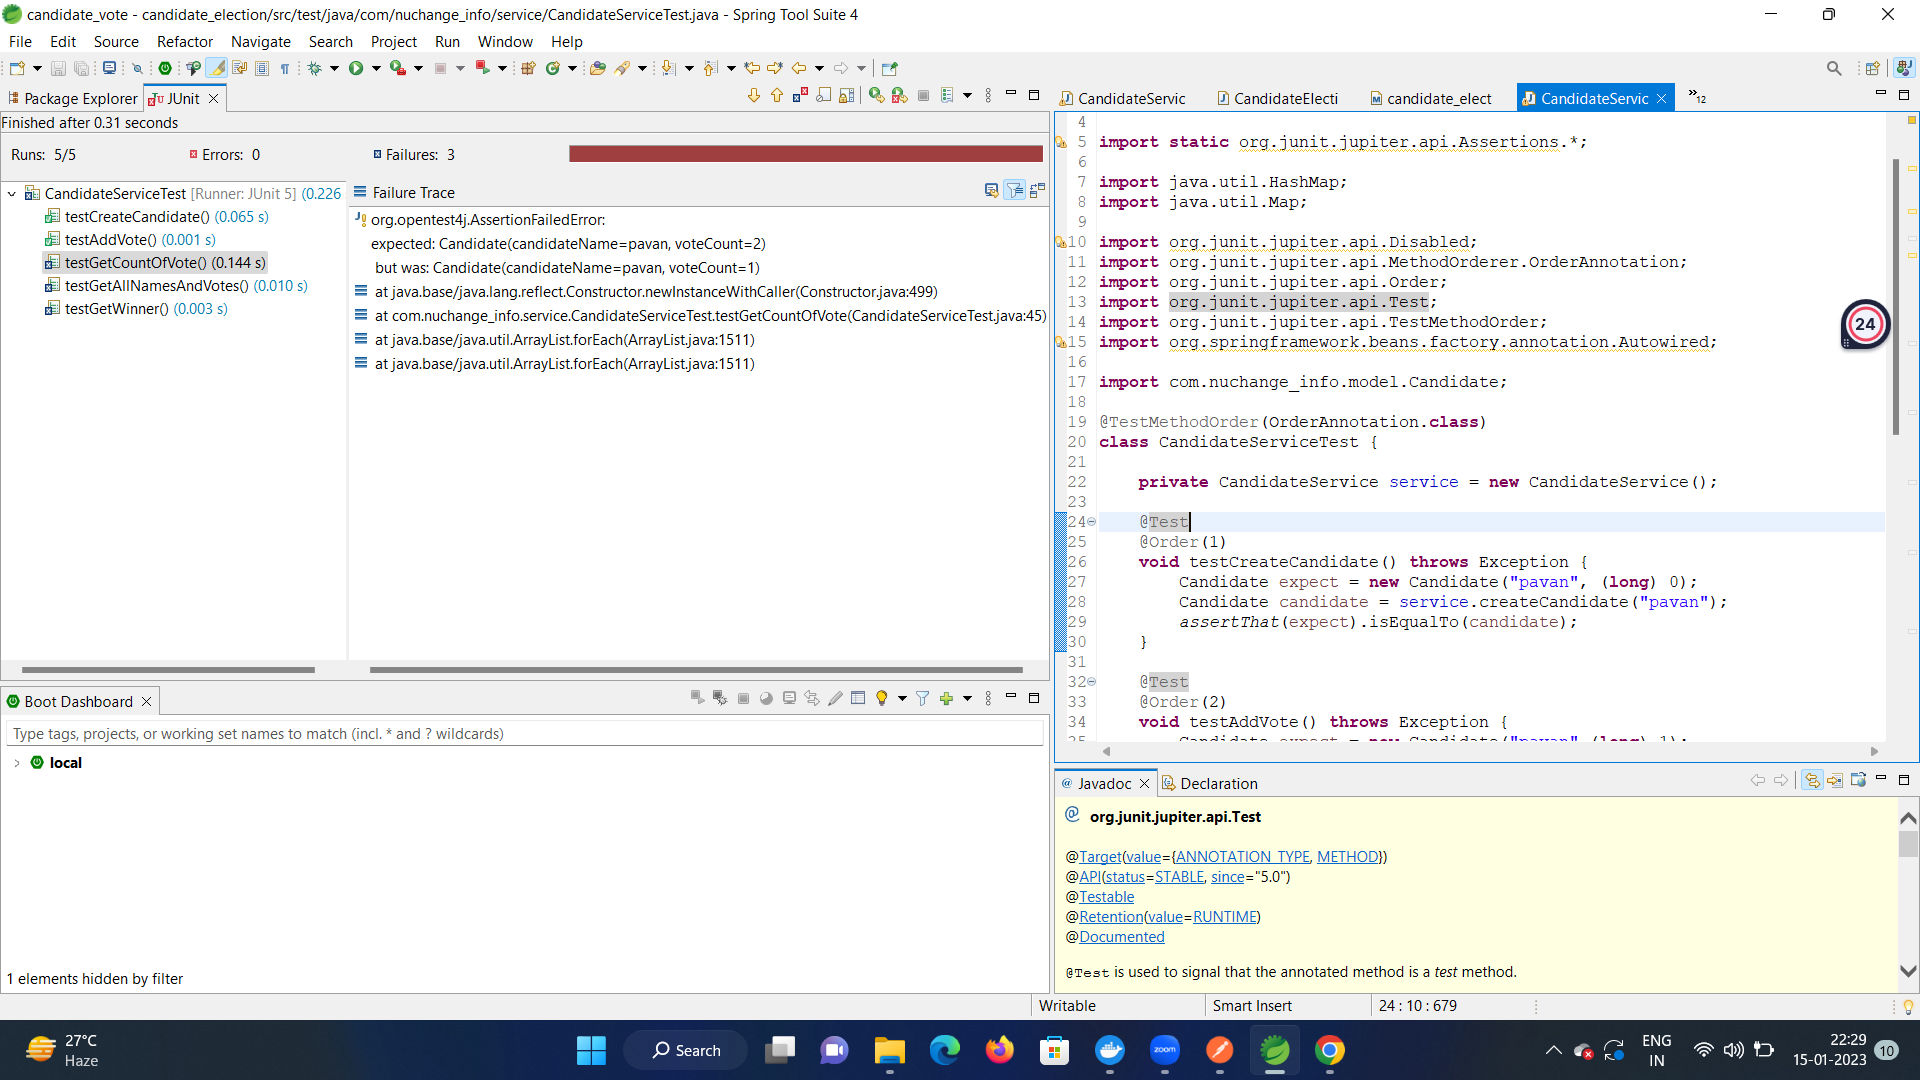 candidate_vote - candidate_election/src/test/java/com/nuchange_info/service/CandidateServiceTest.java - Spring Tool Suite 4
File Edit Source Refactor Navigate Search Project Run Window Help
Package Explorer JUnit
Finished after 0.31 seconds
Runs: 5/5 Errors: 0 Failures: 3
CandidateServiceTest [Runner: JUnit 5] (0.226
testCreateCandidate() (0.065 s)
testAddVote() (0.001 s)
testGetCountOfVote() (0.144 s)
testGetAllNamesAndVotes() (0.010 s)
testGetWinner() (0.003 s)
Failure Trace
org.opentest4j.AssertionFailedError:
expected: Candidate(candidateName=pavan, voteCount=2)
but was: Candidate(candidateName=pavan, voteCount=1)
at java.base/java.lang.reflect.Constructor.newInstanceWithCaller(Constructor.java:499)
at com.nuchange_info.service.CandidateServiceTest.testGetCountOfVote(CandidateServiceTest.java:45)
at java.base/java.util.ArrayList.forEach(ArrayList.java:1511)
at java.base/java.util.ArrayList.forEach(ArrayList.java:1511)
Boot Dashboard
Type tags, projects, or working set names to match (incl. * and ? wildcards)
local
1 elements hidden by filter
CandidateServic CandidateElecti candidate_elect CandidateServic »12
4
5 import static org.junit.jupiter.api.Assertions.*;
6
7 import java.util.HashMap;
8 import java.util.Map;
9
10 import org.junit.jupiter.api.Disabled;
11 import org.junit.jupiter.api.MethodOrderer.OrderAnnotation;
12 import org.junit.jupiter.api.Order;
13 import org.junit.jupiter.api.Test;
14 import org.junit.jupiter.api.TestMethodOrder;
15 import org.springframework.beans.factory.annotation.Autowired;
16
17 import com.nuchange_info.model.Candidate;
18
19 @TestMethodOrder(OrderAnnotation.class)
20 class CandidateServiceTest {
21
22 private CandidateService service = new CandidateService();
23
24 @Test
25 @Order(1)
26 void testCreateCandidate() throws Exception {
27 Candidate expect = new Candidate("pavan", (long) 0);
28 Candidate candidate = service.createCandidate("pavan");
29 assertThat(expect).isEqualTo(candidate);
30 }
31
32 @Test
33 @Order(2)
34 void testAddVote() throws Exception {
35 Candidate expect = new Candidate("pavan",(long) 1);
24
Javadoc Declaration
org.junit.jupiter.api.Test
@Target(value={ANNOTATION_TYPE, METHOD})
@API(status=STABLE, since="5.0")
@Testable
@Retention(value=RUNTIME)
@Documented
@Test is used to signal that the annotated method is a test method.
Writable Smart Insert 24 : 10 : 679
27°C
Haze
Search
zoom
ENG
IN
22:29
15-01-2023
10